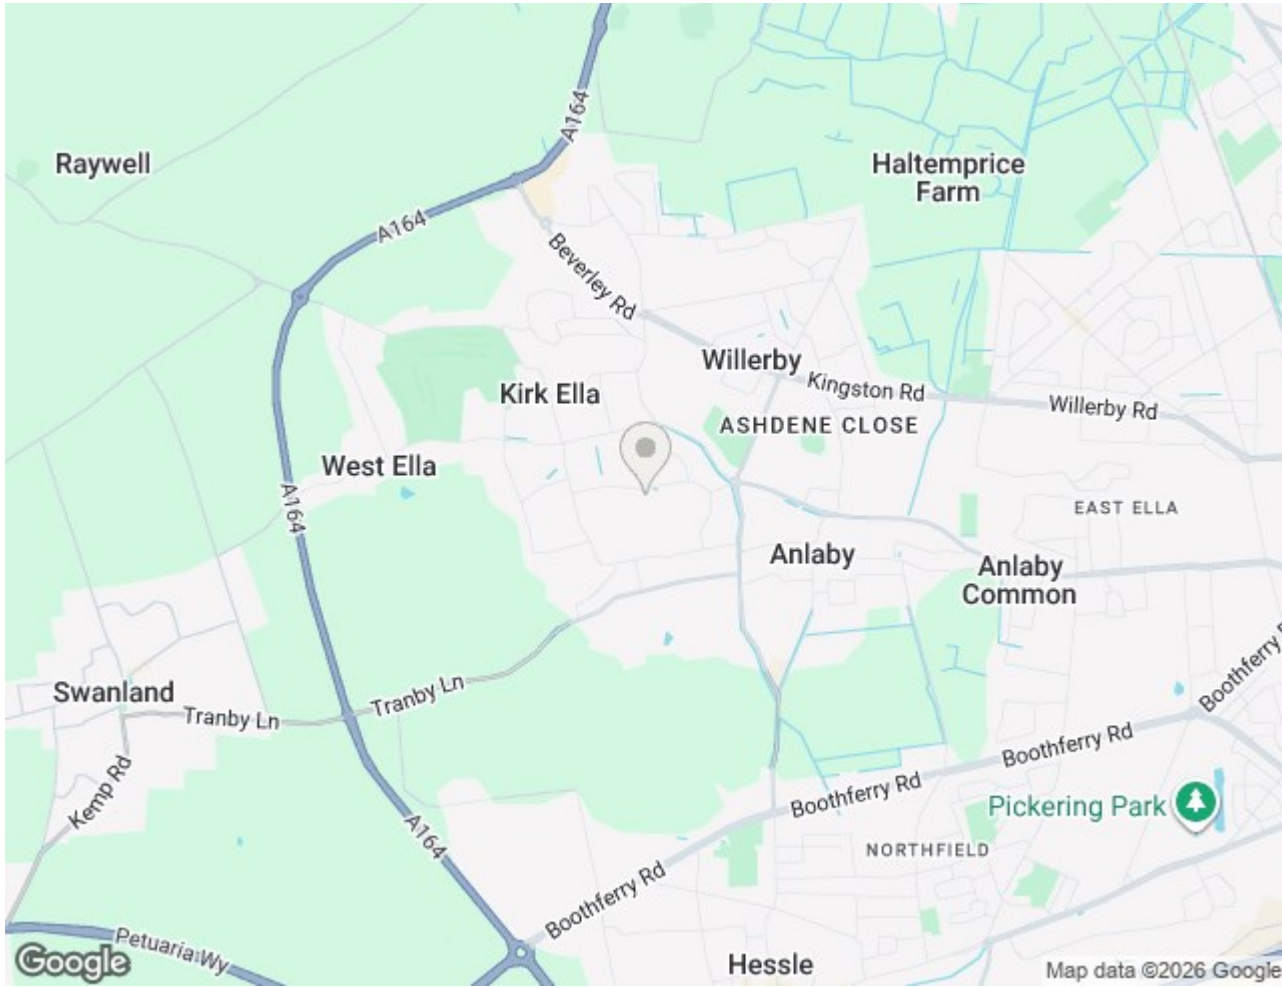 A164
Raywell
Haltemprice
Farm
A164
Beverley Rd
Willerby
Kingston Rd
Willerby Rd
Kirk Ella
ASHDENE CLOSE
West Ella
A164
EAST ELLA
Anlaby
Anlaby
Common
Swanland
Tranby Ln
Tranby Ln
Boothferry R
Boothferry Rd
Kemp Rd
Boothferry Rd
Pickering Park
A164
NORTHFIELD
Boothferry Rd
Petuaria Wy
Google
Hessle
Map data ©2026 Google